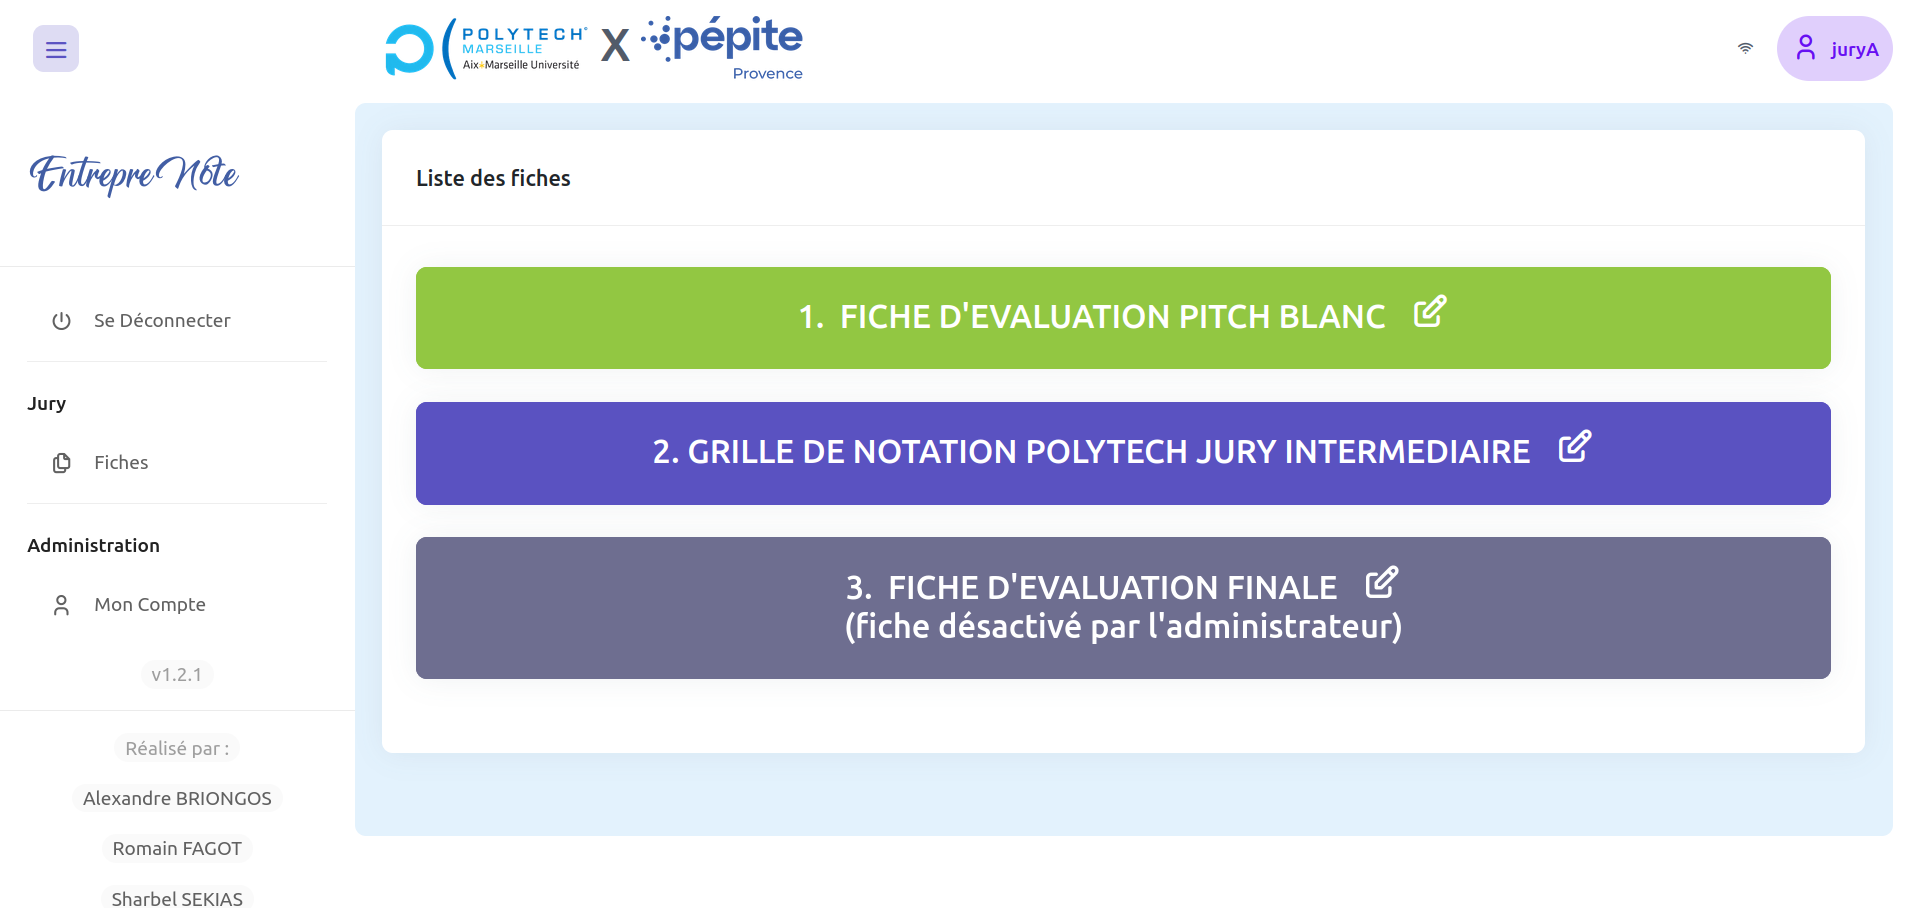 POLYTECH
MARSEILLE
Aix+Marseille Université
X
pépite
Provence
juryA
Entrepre Nôte
Se Déconnecter
Jury
Fiches
Administration
Mon Compte
v1.2.1
Réalisé par :
Alexandre BRIONGOS
Romain FAGOT
Sharbel SEKIAS
Liste des fiches
1. FICHE D'EVALUATION PITCH BLANC
2. GRILLE DE NOTATION POLYTECH JURY INTERMEDIAIRE
3. FICHE D'EVALUATION FINALE
(fiche désactivé par l'administrateur)